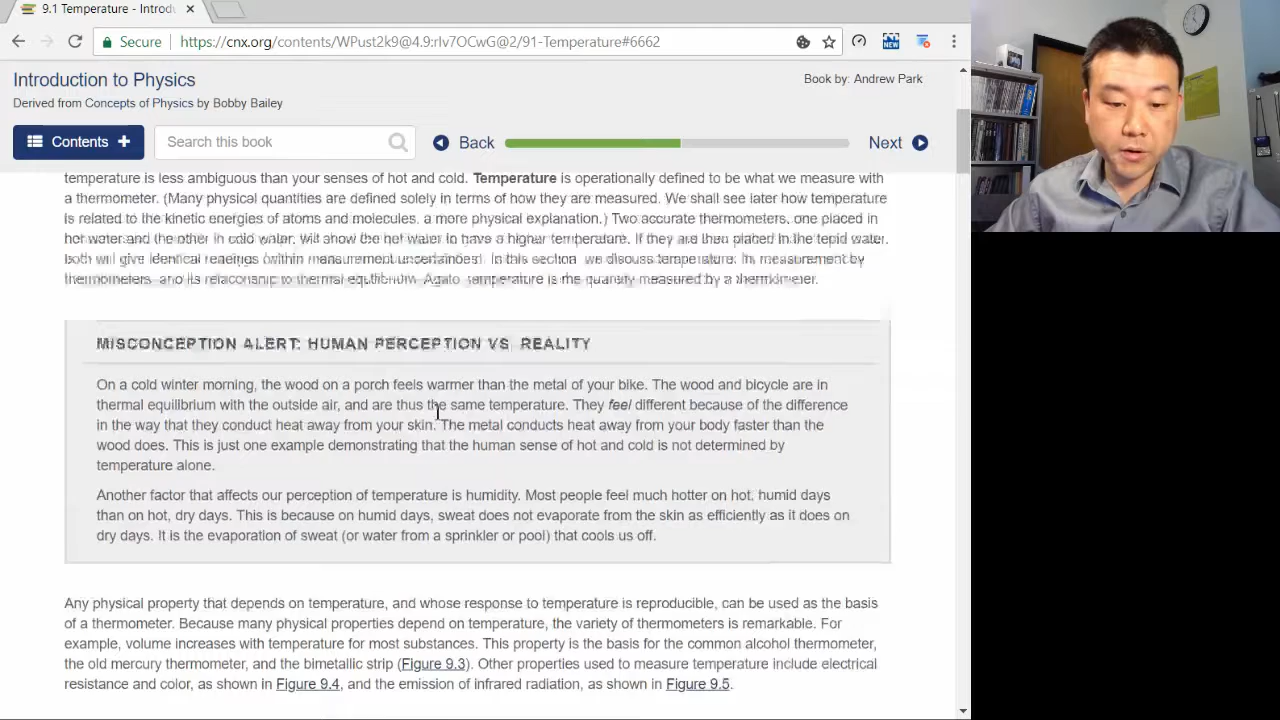 9.1 Temperature - Introdu
Secure
https://cnx.org/contents/WPust2k9@4.9:rIv7OCwG@2/91-Temperature#6662
NEW
Introduction to Physics
Book by: Andrew Park
Derived from Concepts of Physics by Bobby Bailey
Contents +
Search this book
Back
Next
temperature is less ambiguous than your senses of hot and cold. Temperature is operationally defined to be what we measure with
a thermometer. (Many physical quantities are defined solely in terms of how they are measured. We shall see later how temperature
is related to the kinetic energies of atoms and molecules, a more physical explanation.) Two accurate thermometers, one placed in
hot water and the other in cold water, will show the hot water to have a higher temperature. If they are then placed in the tepid water,
both will give identical readings (within measurement uncertainties). In this section, we discuss temperature, its measurement by
thermometers, and its relationship to thermal equilibrium. Again, temperature is the quantity measured by a thermometer.
MISCONCEPTION ALERT: HUMAN PERCEPTION VS. REALITY
On a cold winter morning, the wood on a porch feels warmer than the metal of your bike. The wood and bicycle are in
thermal equilibrium with the outside air, and are thus the same temperature. They feel different because of the difference
in the way that they conduct heat away from your skin. The metal conducts heat away from your body faster than the
wood does. This is just one example demonstrating that the human sense of hot and cold is not determined by
temperature alone.
Another factor that affects our perception of temperature is humidity. Most people feel much hotter on hot, humid days
than on hot, dry days. This is because on humid days, sweat does not evaporate from the skin as efficiently as it does on
dry days. It is the evaporation of sweat (or water from a sprinkler or pool) that cools us off.
Any physical property that depends on temperature, and whose response to temperature is reproducible, can be used as the basis
of a thermometer. Because many physical properties depend on temperature, the variety of thermometers is remarkable. For
example, volume increases with temperature for most substances. This property is the basis for the common alcohol thermometer,
the old mercury thermometer, and the bimetallic strip (Figure 9.3). Other properties used to measure temperature include electrical
resistance and color, as shown in Figure 9.4, and the emission of infrared radiation, as shown in Figure 9.5.